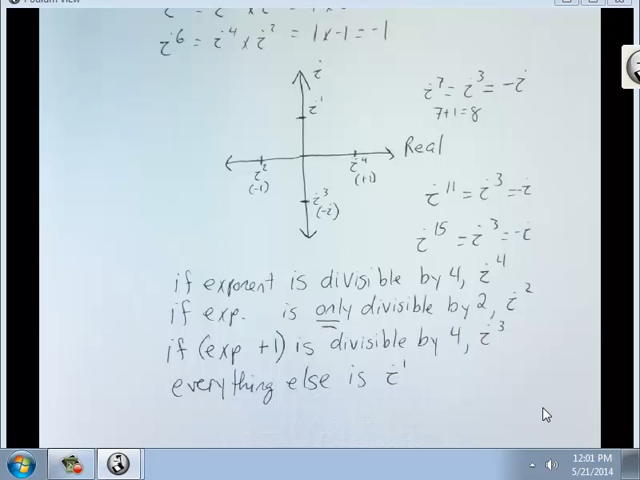 i⁶ = i⁴ × i² = 1 × -1 = -1
i
i¹
i⁷ = i³ = -i
7+1=8
Real
i²
(-1)
i⁴
(+1)
i³
(-i)
i¹¹ = i³ = -i
i¹⁵ = i³ = -i
if exponent is divisible by 4, i⁴
if exp. is only divisible by 2, i²
if (exp +1) is divisible by 4, i³
everything else is i¹
12:01 PM
5/21/2014